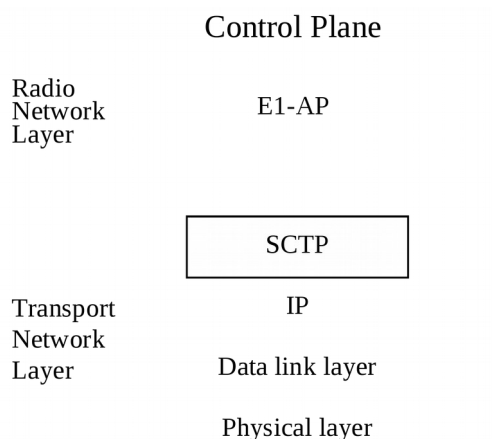 Control Plane
Radio
Network
Layer
E1-AP
SCTP
Transport
Network
Layer
IP
Data link layer
Physical layer